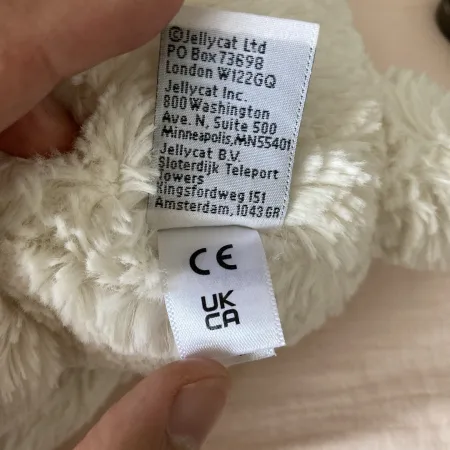 ©Jellycat Ltd
PO Box 73698
London W122GQ
Jellycat Inc.
800 Washington
Ave. N. Suite 500
Minneapolis, MN55401
Jellycat B.V.
Sloterdijk Teleport
Towers
Kingsfordweg 151
Amsterdam, 1043 GR
CE
UK
CA